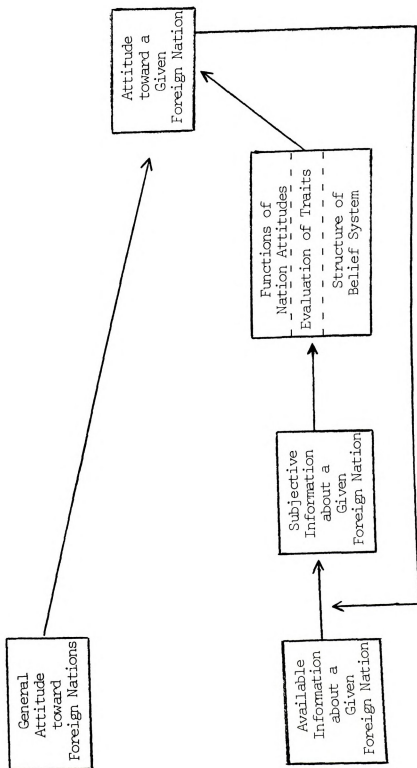 General
Attitude
toward
Foreign Nations
Attitude
toward a
Given
Foreign Nation
Available
Information
about a
Given
Foreign Nation
Subjective
Information
about a
Given
Foreign Nation
Functions of
Nation Attitudes
Evaluation of Traits
Structure of
Belief System